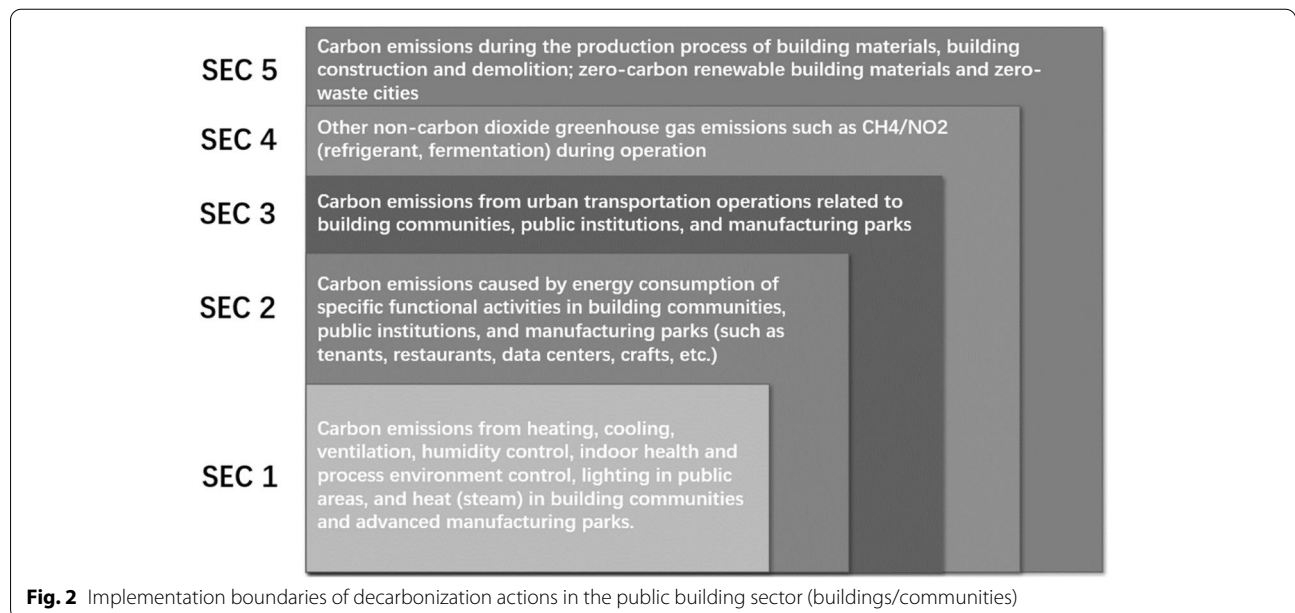 SEC 5
Carbon emissions during the production process of building materials, building
construction and demolition; zero-carbon renewable building materials and zero-
waste cities
SEC 4
Other non-carbon dioxide greenhouse gas emissions such as CH4/NO2
(refrigerant, fermentation) during operation
SEC 3
Carbon emissions from urban transportation operations related to
building communities, public institutions, and manufacturing parks
SEC 2
Carbon emissions caused by energy consumption of
specific functional activities in building communities,
public institutions, and manufacturing parks (such as
tenants, restaurants, data centers, crafts, etc.)
SEC 1
Carbon emissions from heating, cooling,
ventilation, humidity control, indoor health and
process environment control, lighting in public
areas, and heat (steam) in building communities
and advanced manufacturing parks.
Fig. 2 Implementation boundaries of decarbonization actions in the public building sector (buildings/communities)